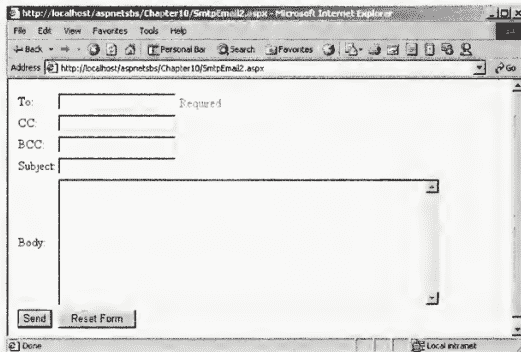 http://localhost/aspnetsbs/Chapter10/SmtpEmail2.aspx - Microsoft Internet Explorer
File Edit View Favorites Tools Help
Back Personal Bar Search Favorites
Address http://localhost/aspnetsbs/Chapter10/SmtpEmail2.aspx Go
To: Required
CC:
BCC:
Subject:
Body:
Send Reset Form
Done Local intranet